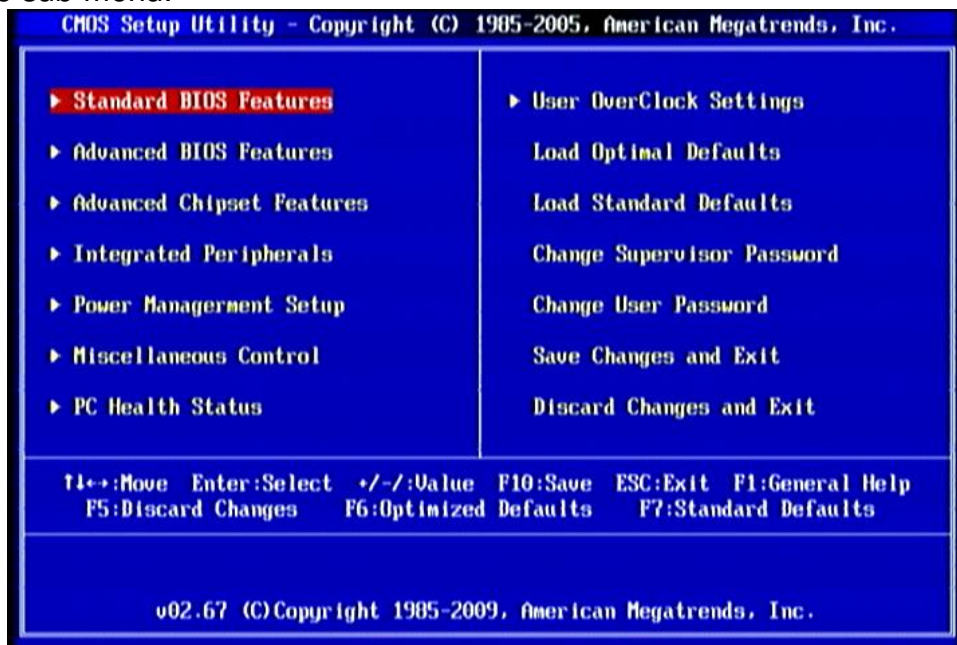 sub menu.
CMOS Setup Utility - Copyright (C) 1985-2005, American Megatrends, Inc.
▶ Standard BIOS Features
▶ Advanced BIOS Features
▶ Advanced Chipset Features
▶ Integrated Peripherals
▶ Power Managerment Setup
▶ Miscellaneous Control
▶ PC Health Status
▶ User OverClock Settings
Load Optimal Defaults
Load Standard Defaults
Change Supervisor Password
Change User Password
Save Changes and Exit
Discard Changes and Exit
↑↓←→:Move Enter:Select +/-/:Value F10:Save ESC:Exit F1:General Help
F5:Discard Changes F6:Optimized Defaults F7:Standard Defaults
v02.67 (C)Copyright 1985-2009, American Megatrends, Inc.